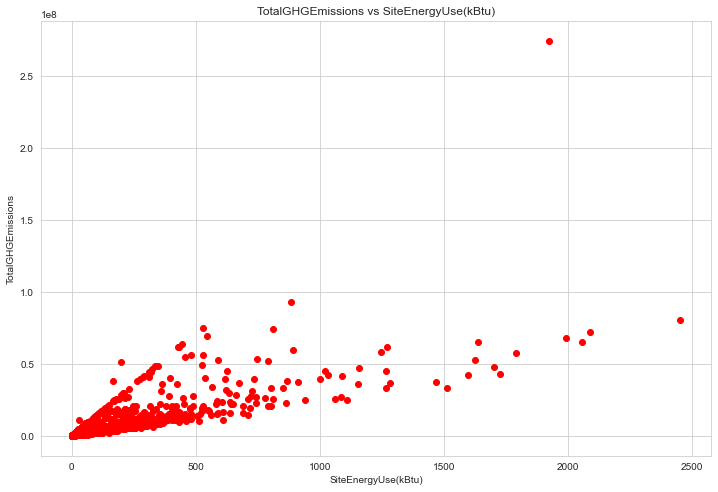 TotalGHGEmissions vs SiteEnergyUse(kBtu)
1e8
2.5
2.0
1.5
1.0
0.5
0.0
TotalGHGEmissions
0 500 1000 1500 2000 2500
SiteEnergyUse(kBtu)